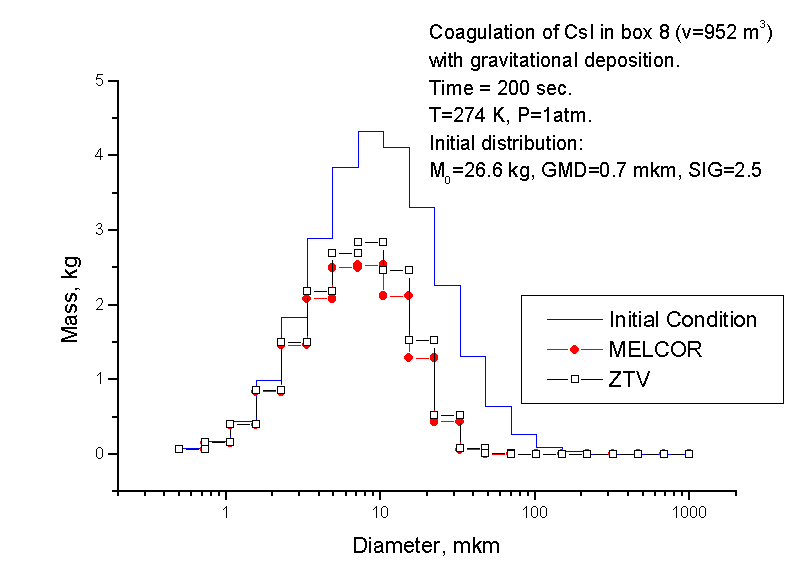 Coagulation of CsI in box 8 (v=952 m³)
with gravitational deposition.
Time = 200 sec.
T=274 K, P=1atm.
Initial distribution:
M₀=26.6 kg, GMD=0.7 mkm, SIG=2.5
5
4
3
2
1
0
Mass, kg
Initial Condition
MELCOR
ZTV
1
10
100
1000
Diameter, mkm